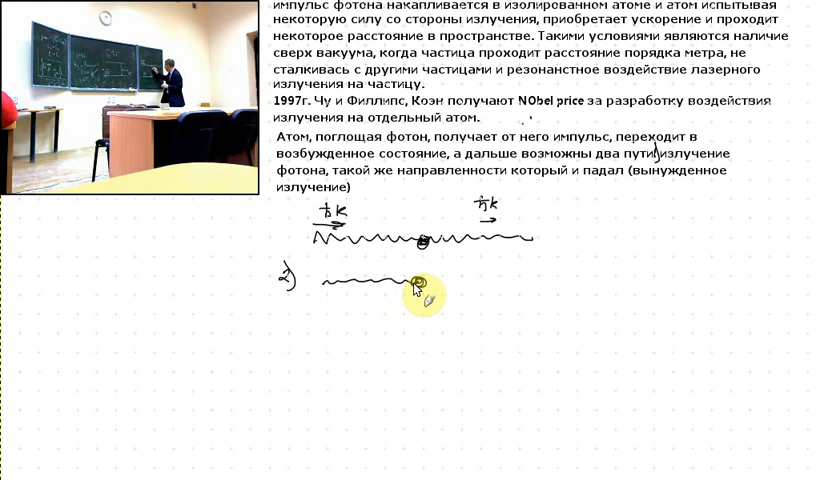 импульс фотона накапливается в изолированном атоме и атом испытывая
некоторую силу со стороны излучения, приобретает ускорение и проходит
некоторое расстояние в пространстве. Такими условиями являются наличие
сверх вакуума, когда частица проходит расстояние порядка метра, не
сталкивась с другими частицами и резонанстное воздействие лазерного
излучения на частицу.
1997г. Чу и Филлипс, Коэн получают NObel price за разработку воздействия
излучения на отдельный атом.
Атом, поглощая фотон, получает от него импульс, переходит в
возбужденное состояние, а дальше возможны два пути излучение
фотона, такой же направленности который и падал (вынужденное
излучение)
ħk ħk
2)